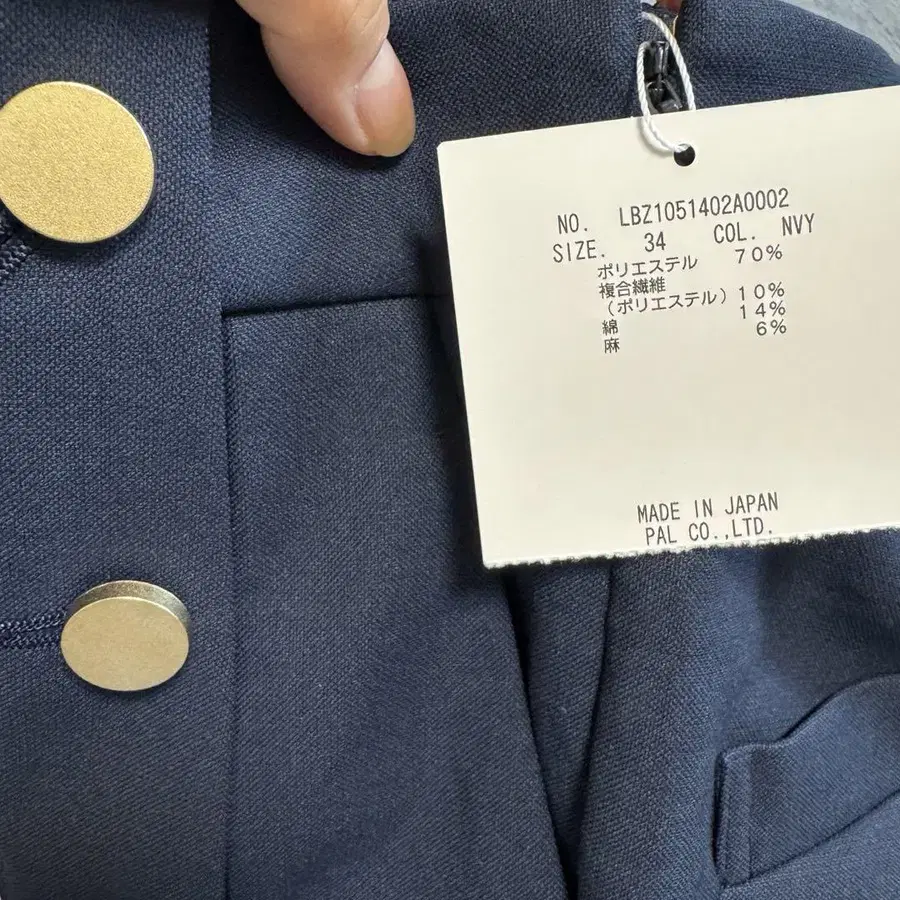 NO. LBZ1051402A0002
SIZE. 34 COL. NVY
ポリエステル 70%
複合繊維
(ポリエステル) 10%
綿 14%
麻 6%
MADE IN JAPAN
PAL CO.,LTD.